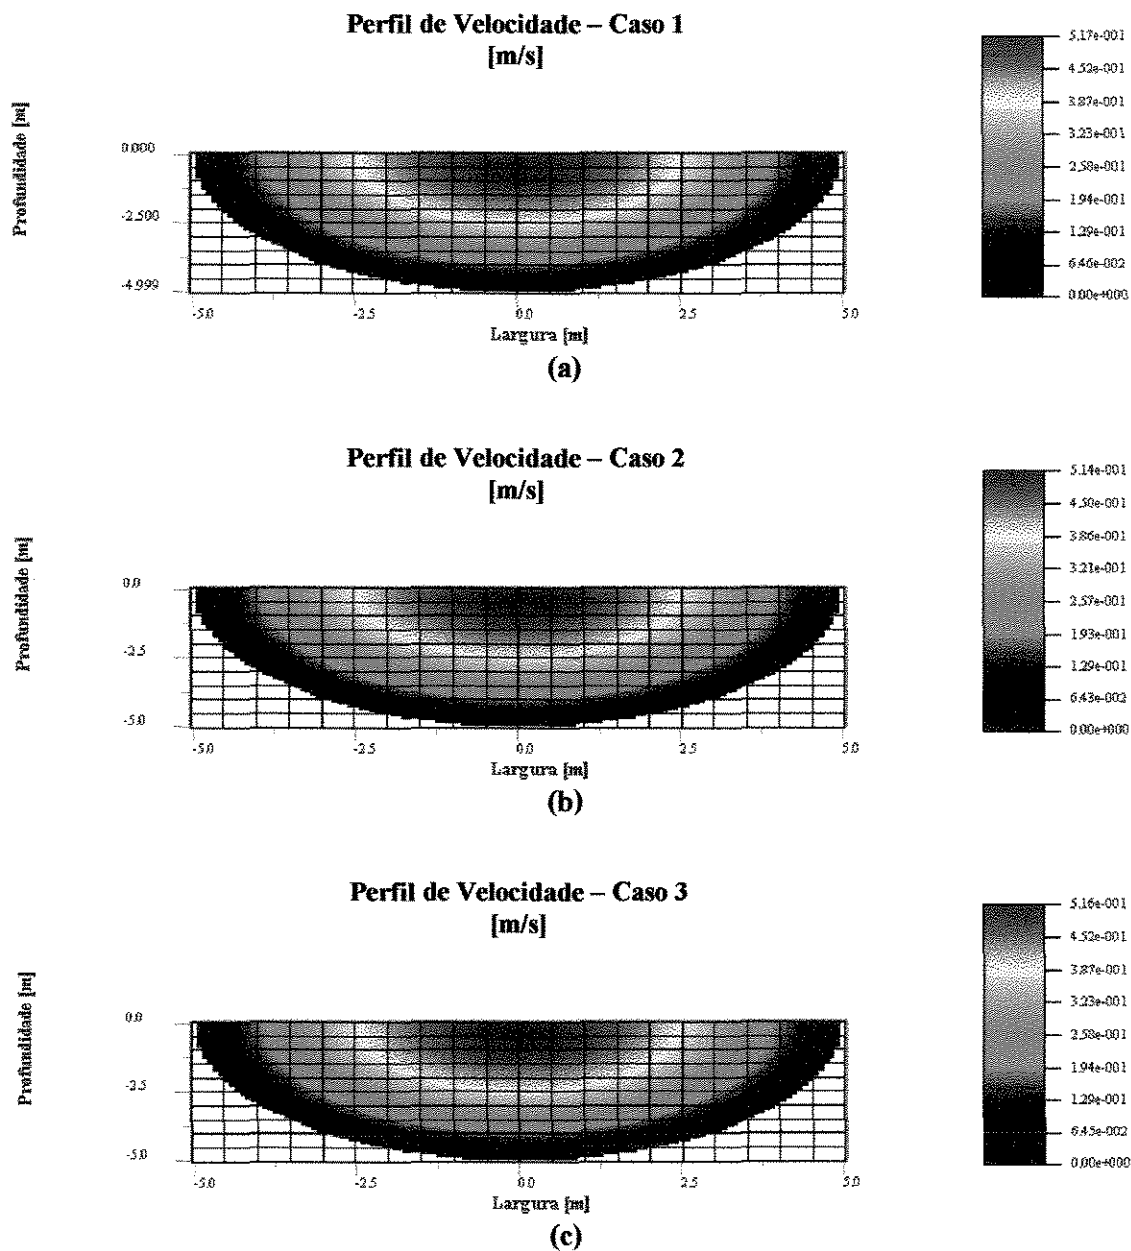 Perfil de Velocidade – Caso 1
[m/s]
Profundidade [m]
0.000
-2.500
-4.999
-5.0 -2.5 0.0 2.5 5.0
Largura [m]
5.17e-001
4.52e-001
3.87e-001
3.23e-001
2.58e-001
1.94e-001
1.29e-001
6.46e-002
0.00e+000
(a)
Perfil de Velocidade – Caso 2
[m/s]
Profundidade [m]
0.0
-2.5
-5.0
-5.0 -2.5 0.0 2.5 5.0
Largura [m]
5.14e-001
4.50e-001
3.86e-001
3.21e-001
2.57e-001
1.93e-001
1.29e-001
6.43e-002
0.00e+000
(b)
Perfil de Velocidade – Caso 3
[m/s]
Profundidade [m]
0.0
-2.5
-5.0
-5.0 -2.5 0.0 2.5 5.0
Largura [m]
5.16e-001
4.52e-001
3.87e-001
3.23e-001
2.58e-001
1.94e-001
1.29e-001
6.45e-002
0.00e+000
(c)